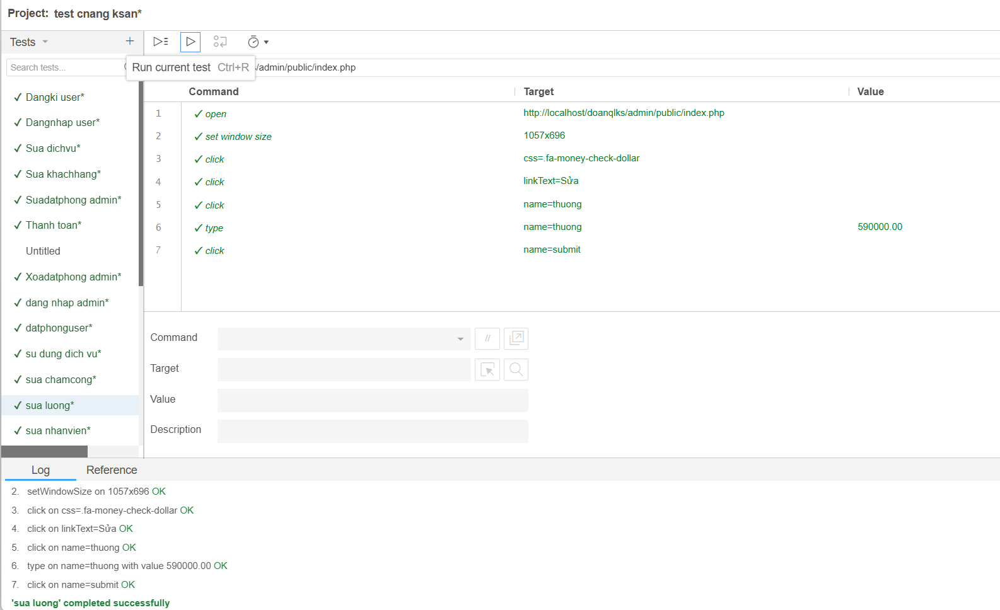 Project: test cnang ksan*
Tests
Search tests...
Run current test Ctrl+R
/admin/public/index.php
Command Target Value
1 open http://localhost/doanqlks/admin/public/index.php
2 set window size 1057x696
3 click css=.fa-money-check-dollar
4 click linkText=Sửa
5 click name=thuong
6 type name=thuong 590000.00
7 click name=submit
Dangki user*
Dangnhap user*
Sua dichvu*
Sua khachhang*
Suadatphong admin*
Thanh toan*
Untitled
Xoadatphong admin*
dang nhap admin*
datphonguser*
su dung dich vu*
sua chamcong*
sua luong*
sua nhanvien*
Command //
Target
Value
Description
Log Reference
2. setWindowSize on 1057x696 OK
3. click on css=.fa-money-check-dollar OK
4. click on linkText=Sửa OK
5. click on name=thuong OK
6. type on name=thuong with value 590000.00 OK
7. click on name=submit OK
'sua luong' completed successfully